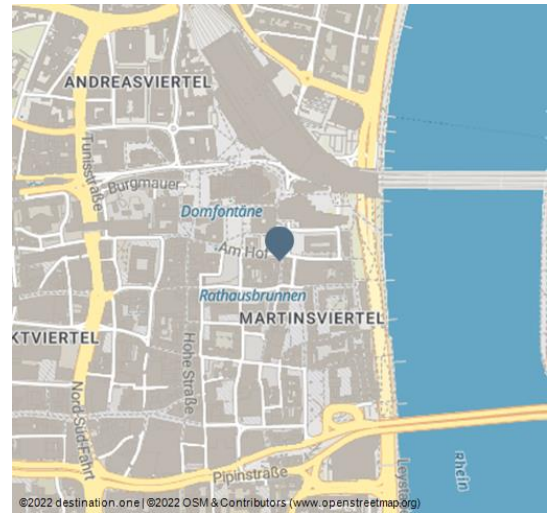 ANDREASVIERTEL
Tunisstraße
Burgmauer
Domfontäne
Am Hof
Rathausbrunnen
MARTINSVIERTEL
KTVIERTEL
Hohe Straße
Nord-Süd-Fahrt
Pipinstraße
Leysta
Rhein
©2022 destination.one | ©2022 OSM & Contributors (www.openstreetmap.org)